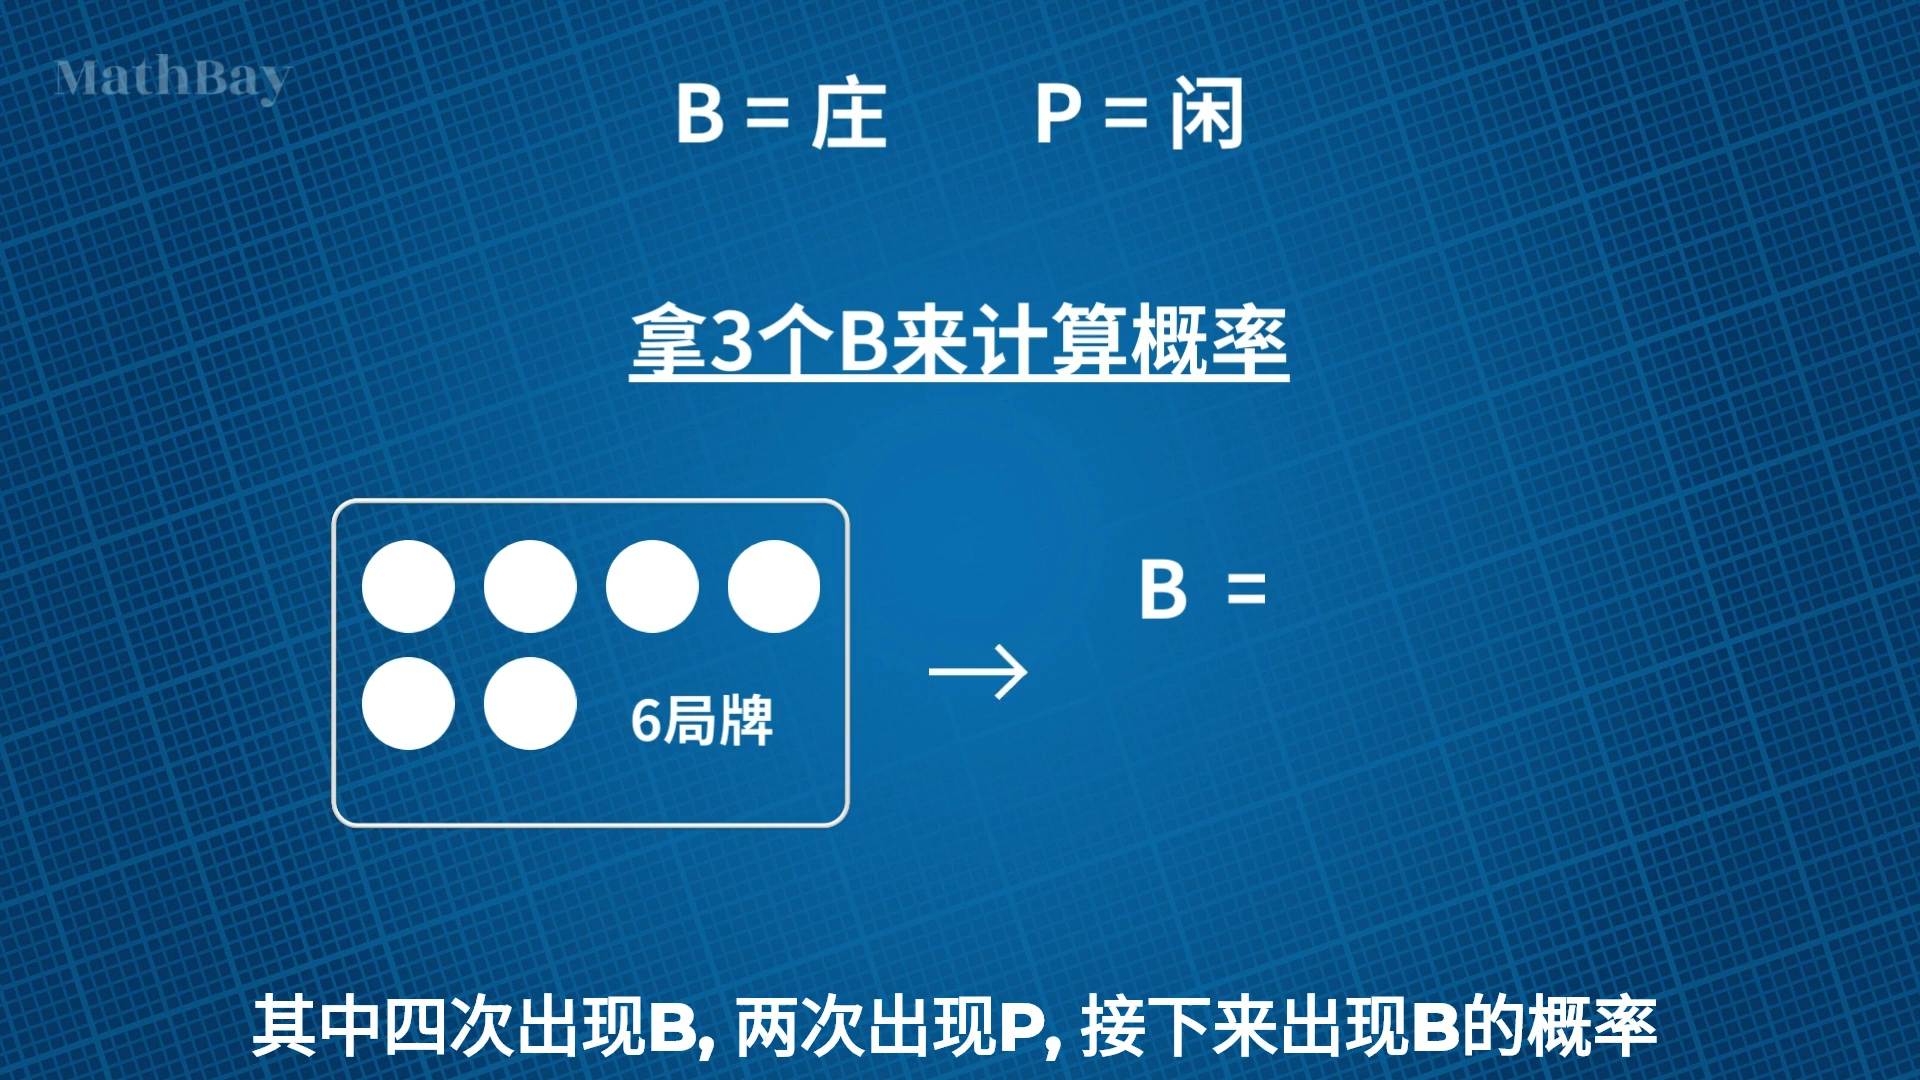 MathBay
B = 庄 P = 闲
拿3个B来计算概率
B =
6局牌
其中四次出现B, 两次出现P, 接下来出现B的概率